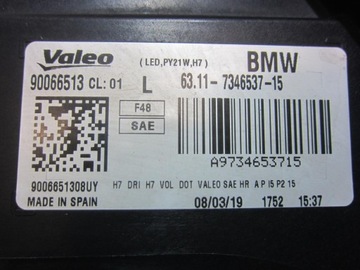 Valeo (LED,PY21W,H7) BMW
90066513 CL: 01 L 63.11- 7346537-15
F48
SAE
A9734653715
9006651308UY H7 DRI H7 VOL DOT VALEO SAE HR A P I5 P2 15
MADE IN SPAIN 08/03/19 1752 15:37